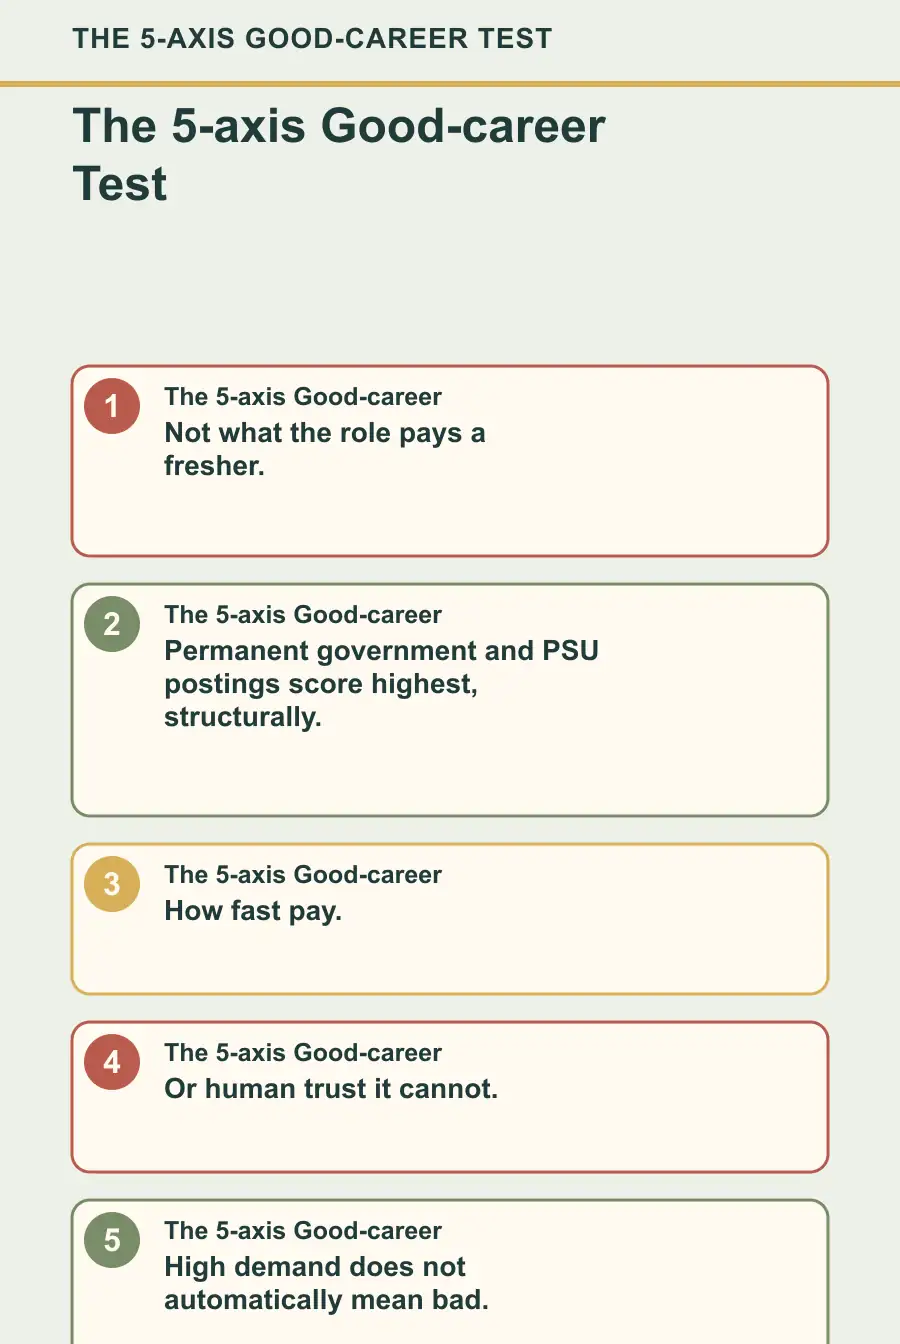 THE 5-AXIS GOOD-CAREER TEST
The 5-axis Good-career
Test
1
The 5-axis Good-career
Not what the role pays a
fresher.
2
The 5-axis Good-career
Permanent government and PSU
postings score highest,
structurally.
3
The 5-axis Good-career
How fast pay.
4
The 5-axis Good-career
Or human trust it cannot.
5
The 5-axis Good-career
High demand does not
automatically mean bad.